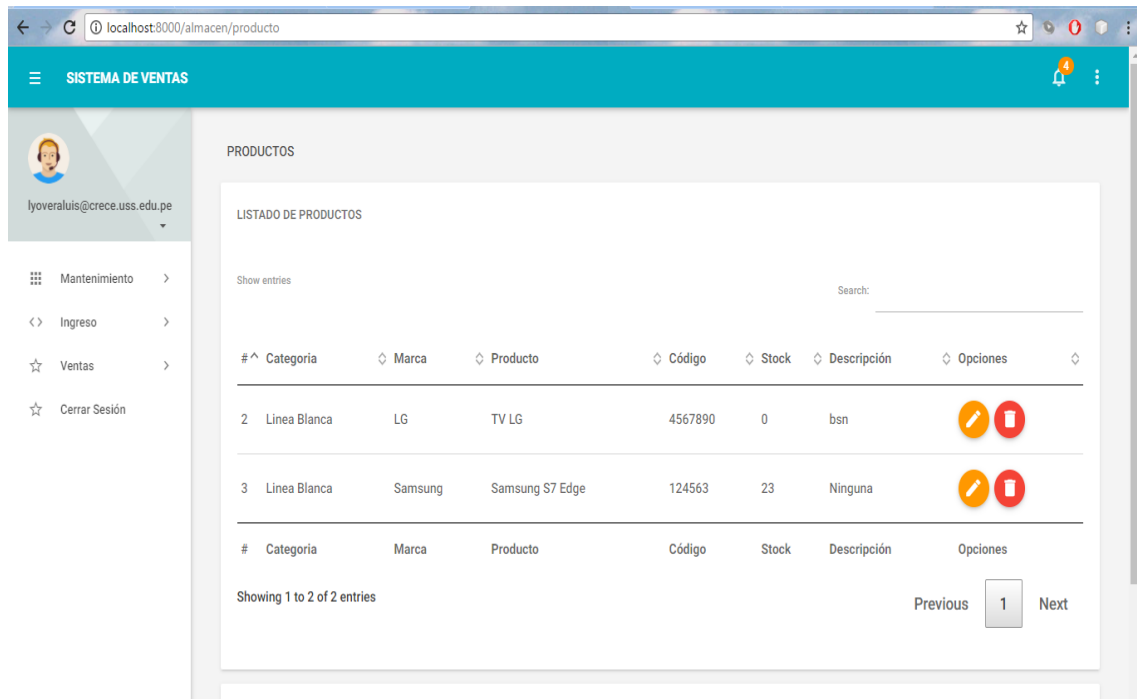 localhost:8000/almacen/producto
SISTEMA DE VENTAS
4
lyoveraluis@crece.uss.edu.pe
Mantenimiento
Ingreso
Ventas
Cerrar Sesión
PRODUCTOS
LISTADO DE PRODUCTOS
Show entries
Search:
# Categoria Marca Producto Código Stock Descripción Opciones
2 Linea Blanca LG TV LG 4567890 0 bsn
3 Linea Blanca Samsung Samsung S7 Edge 124563 23 Ninguna
# Categoria Marca Producto Código Stock Descripción Opciones
Showing 1 to 2 of 2 entries
Previous 1 Next